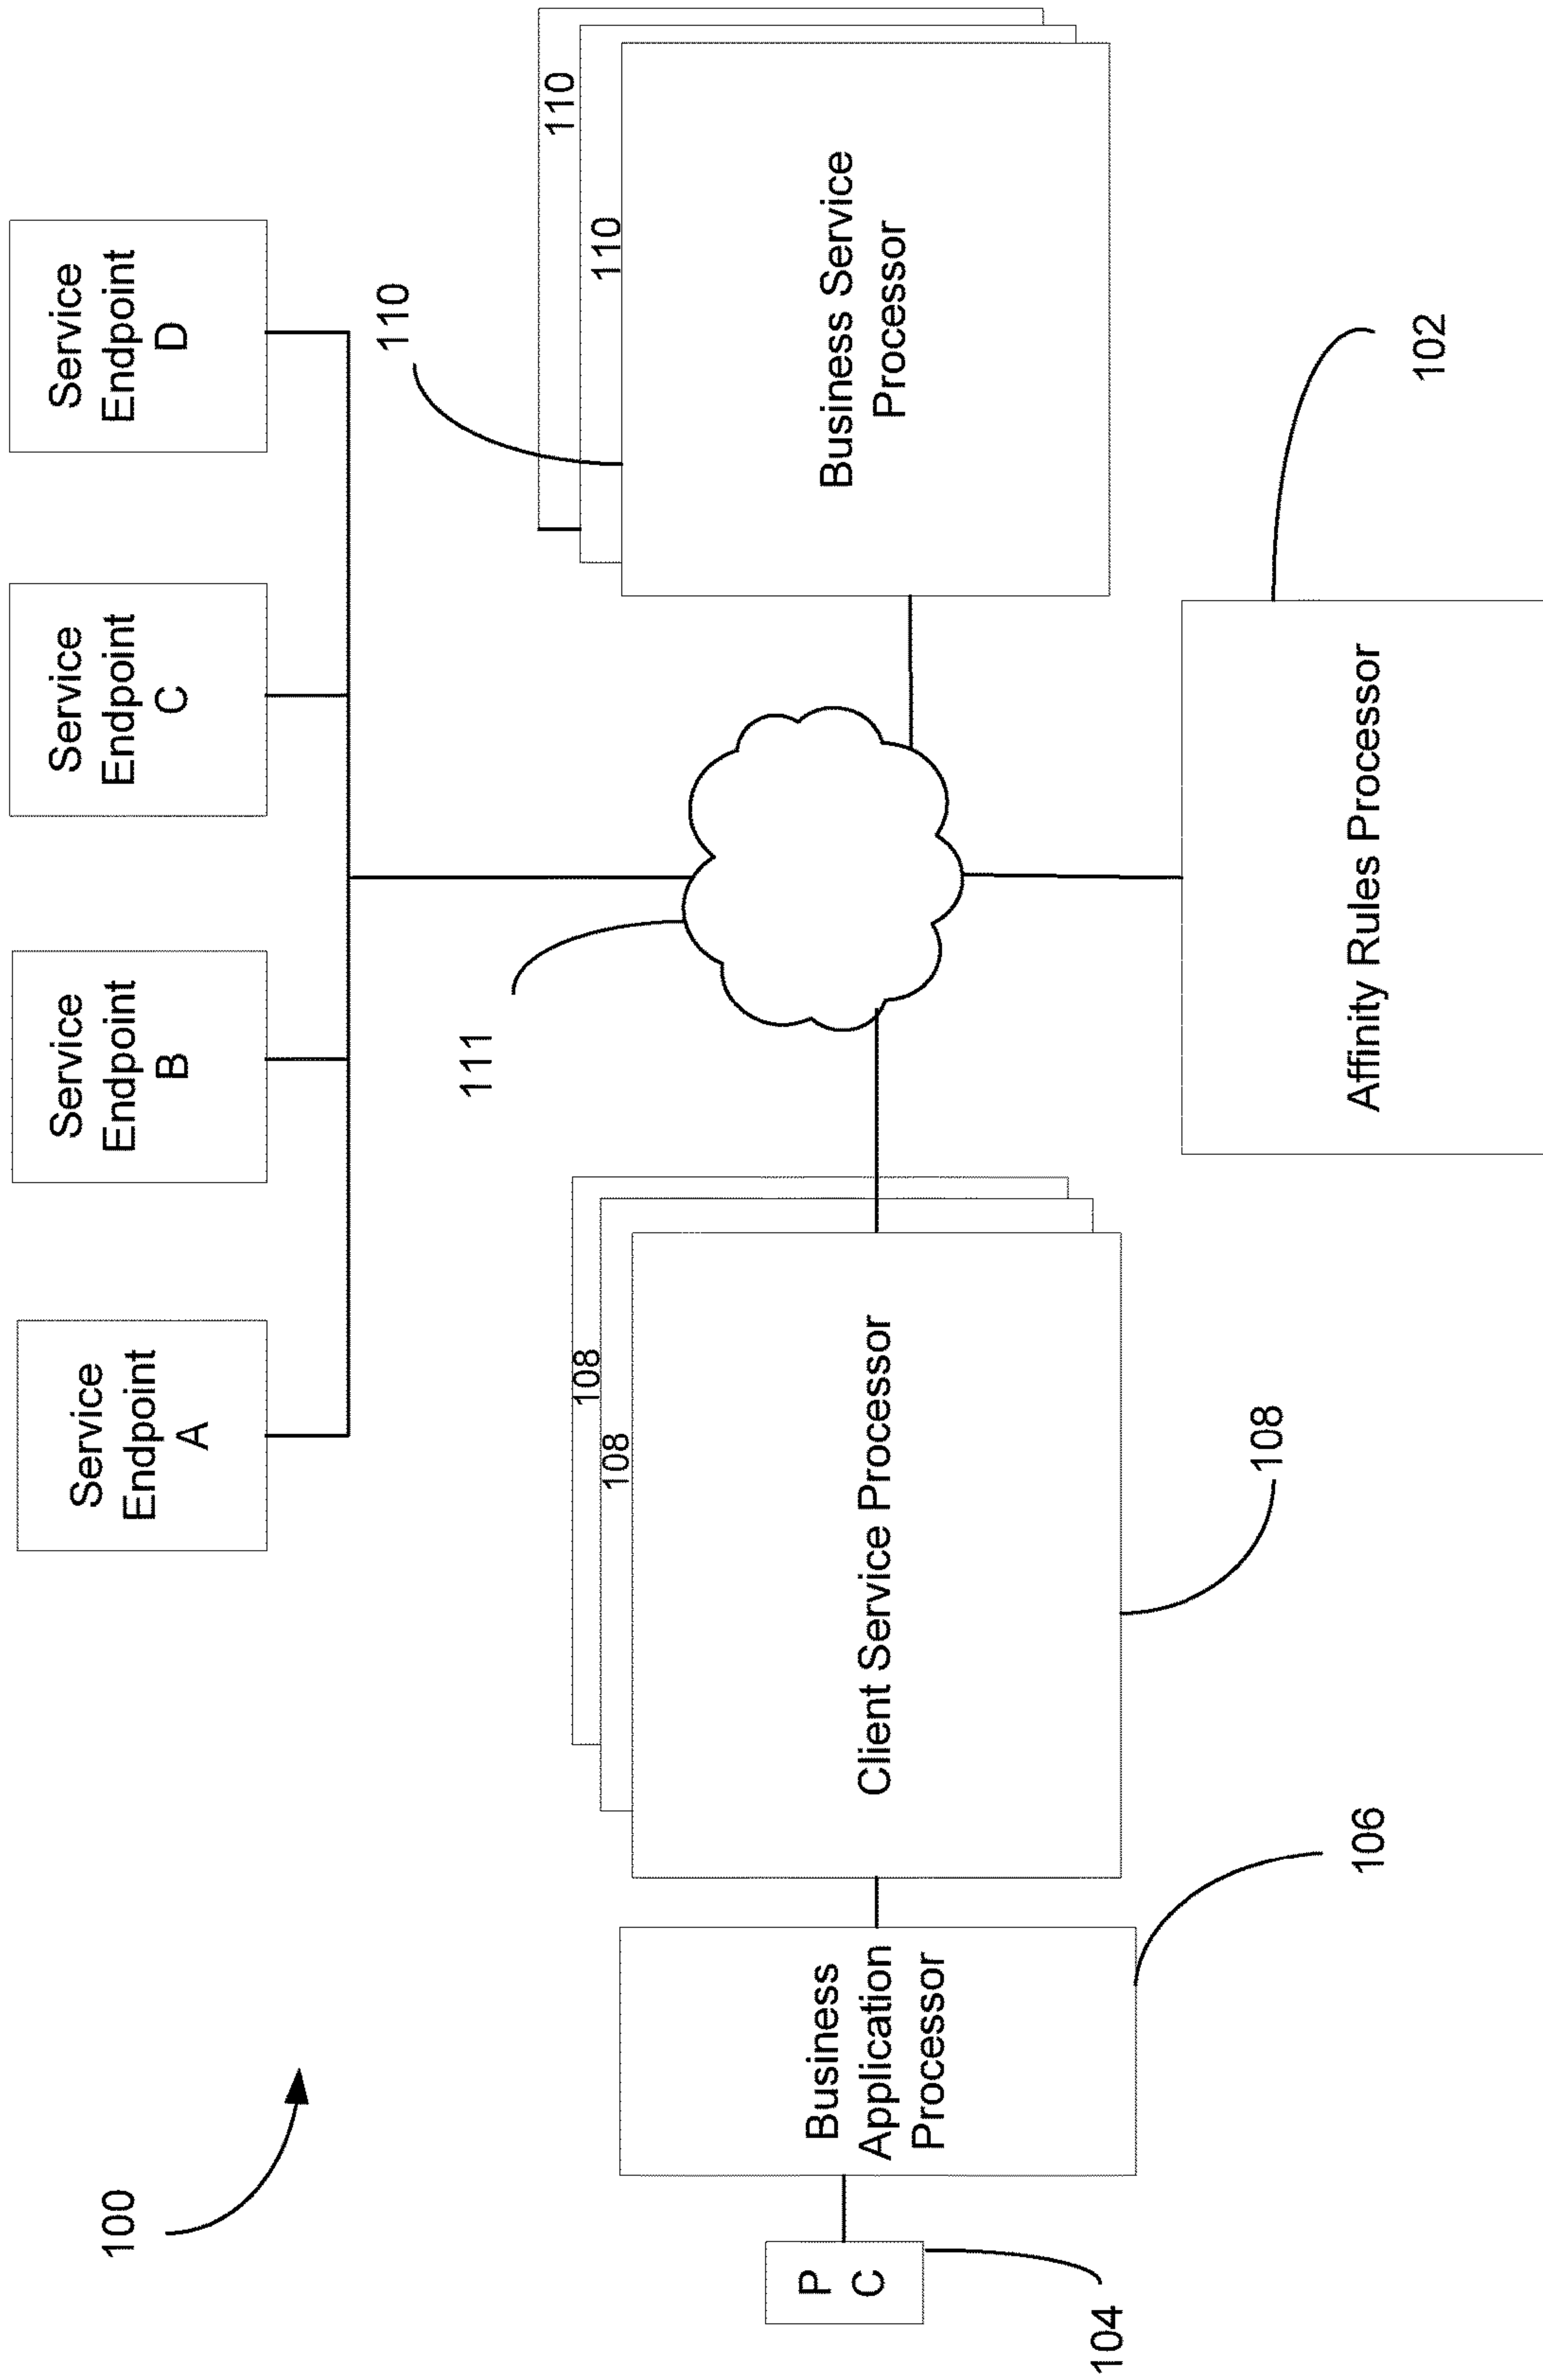 100
Service
Endpoint
A
Service
Endpoint
B
Service
Endpoint
C
Service
Endpoint
D
111
110
110
110
Business Service
Processor
108
108
Client Service Processor
108
P
C
104
Business
Application
Processor
106
Affinity Rules Processor
102